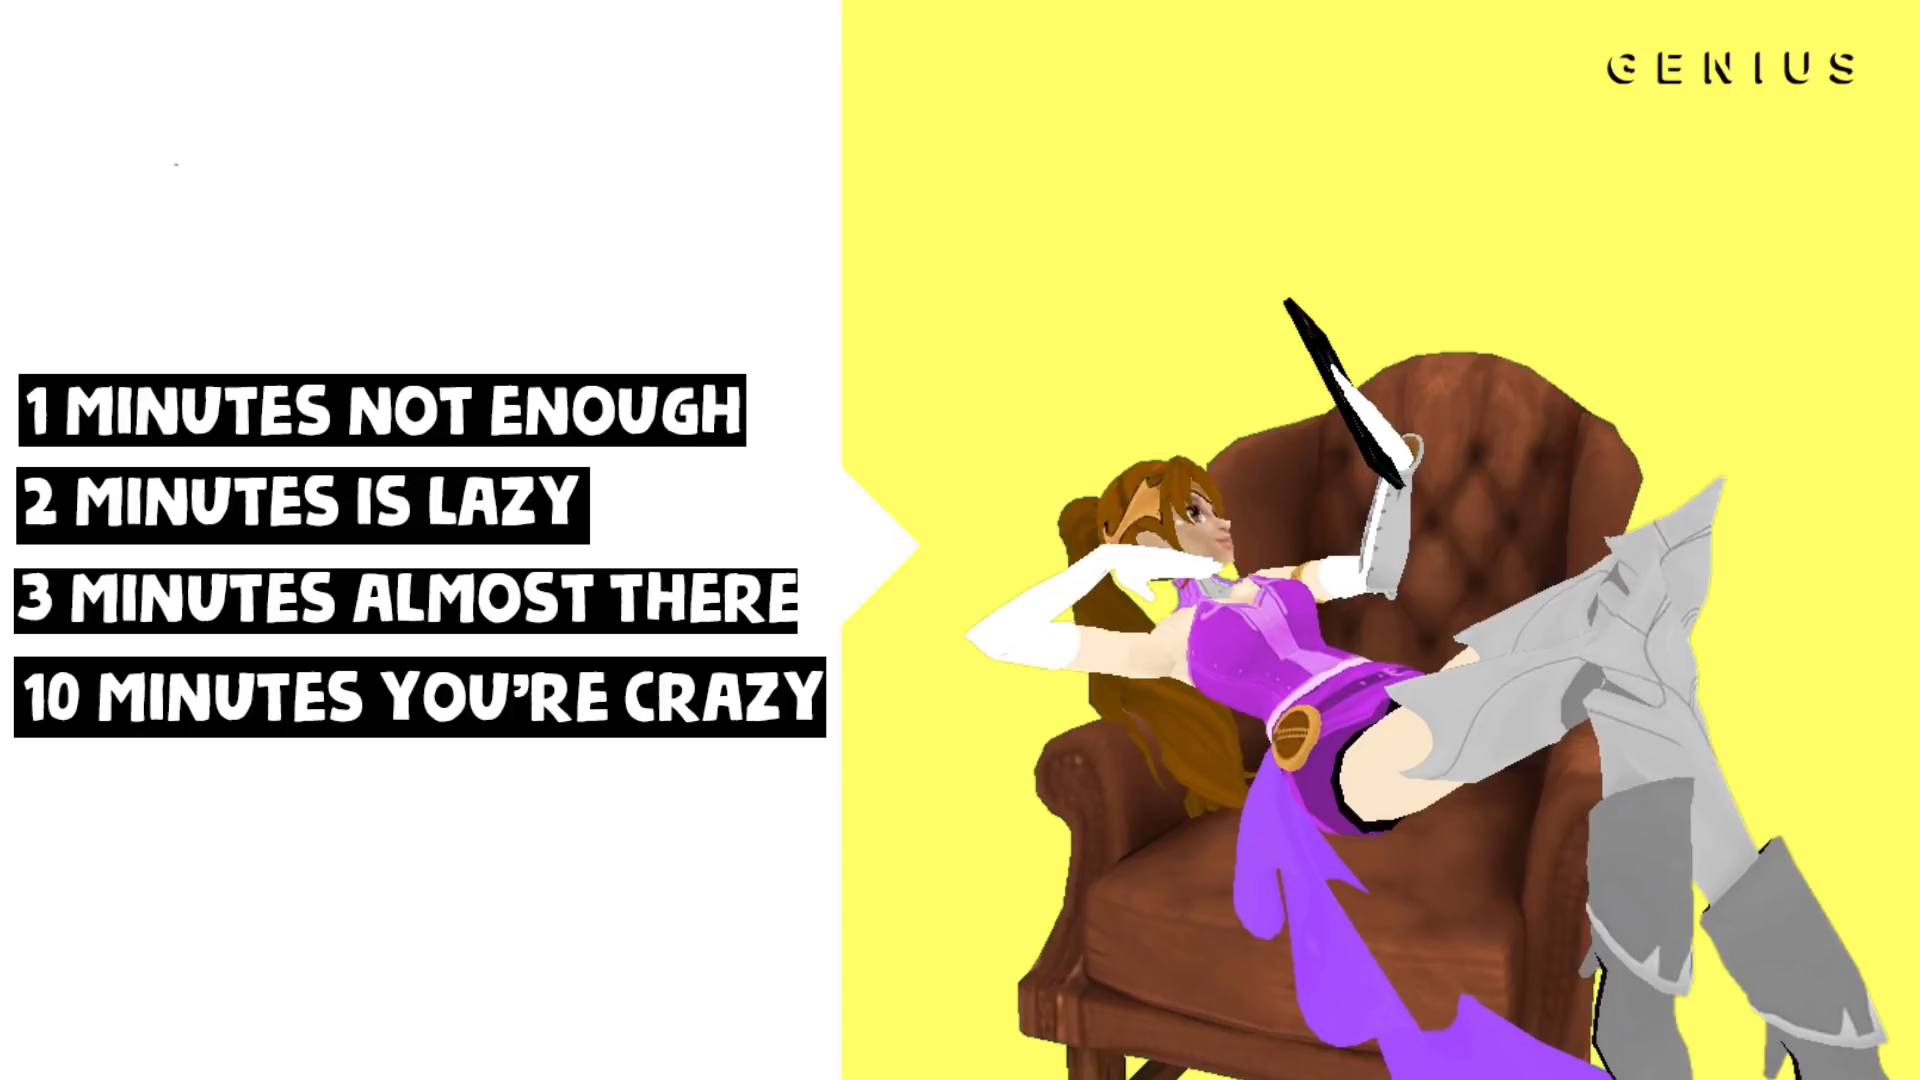 GENIUS
1 MINUTES NOT ENOUGH
2 MINUTES IS LAZY
3 MINUTES ALMOST THERE
10 MINUTES YOU'RE CRAZY